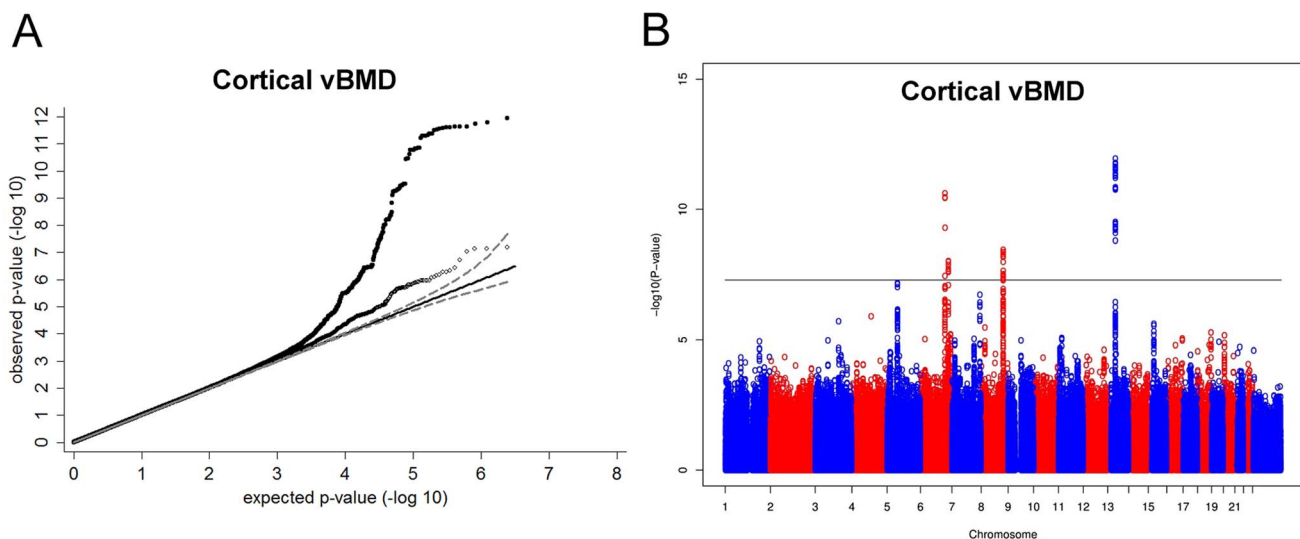 A
Cortical vBMD
observed p-value (-log 10)
12
11
10
9
8
7
6
5
4
3
2
1
0
0 1 2 3 4 5 6 7 8
expected p-value (-log 10)
B
Cortical vBMD
-log10(P-value)
15
10
5
0
1 2 3 4 5 6 7 8 9 10 11 12 13 15 17 19 21
Chromosome